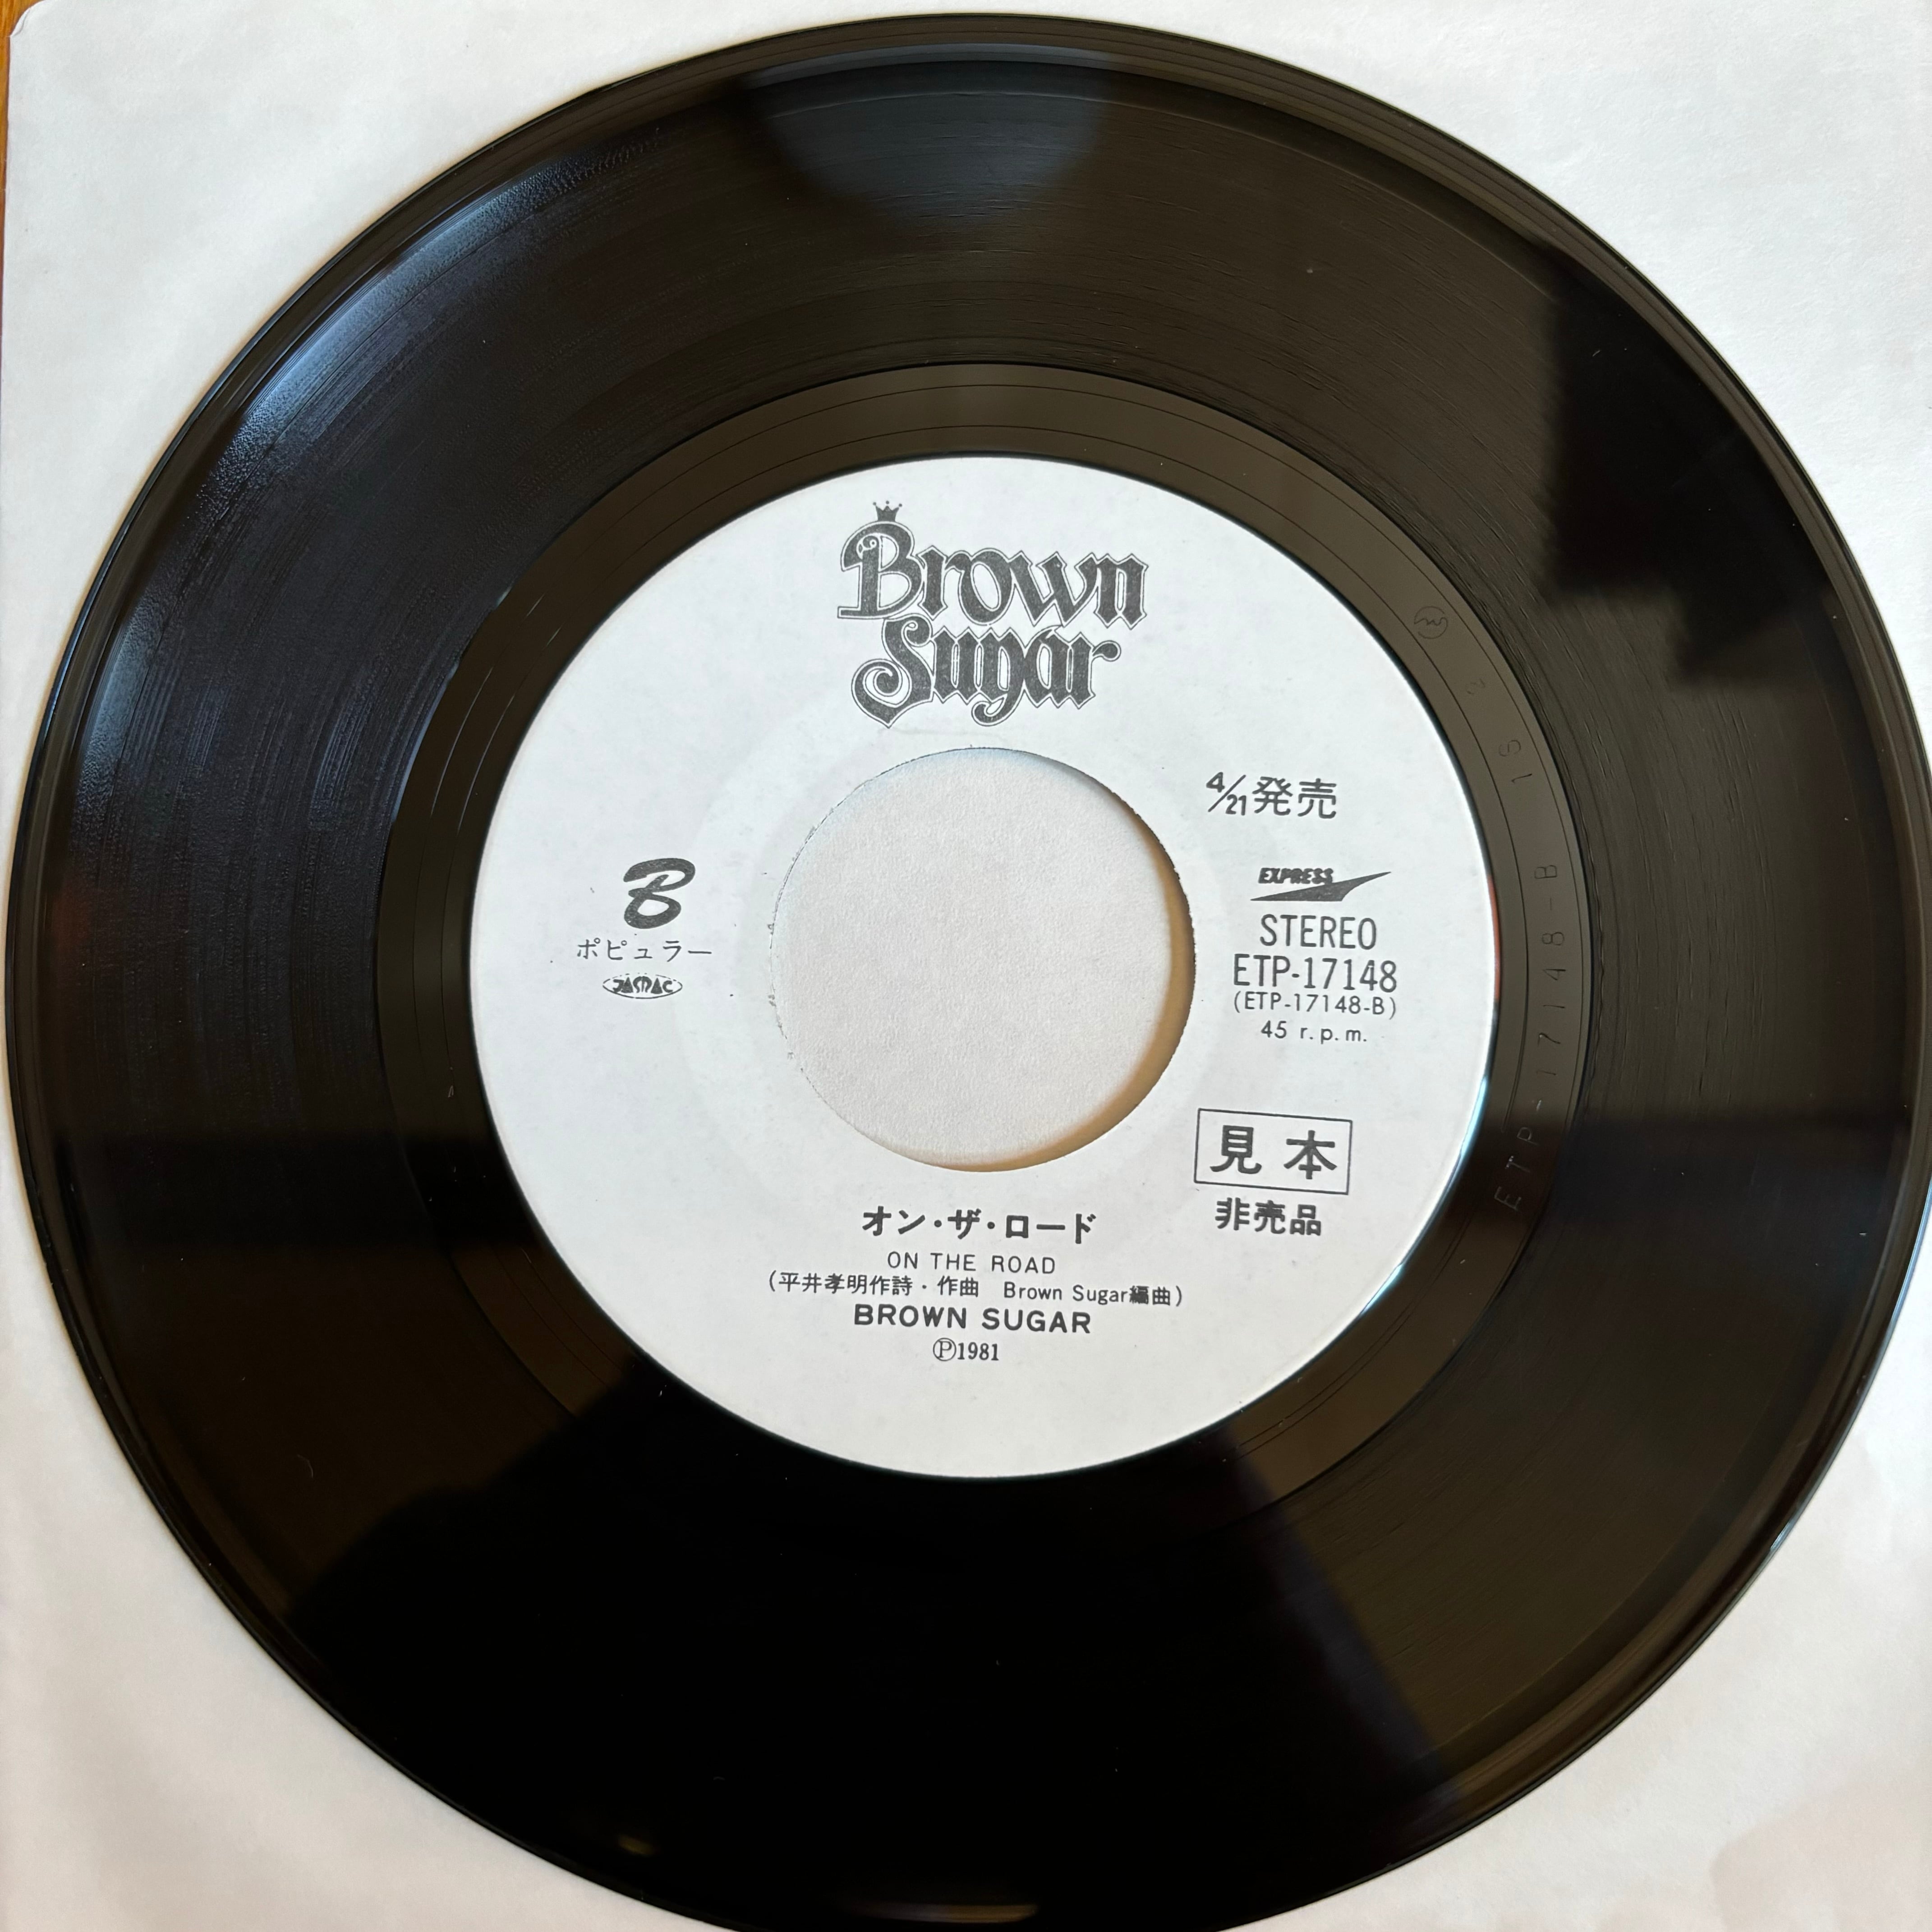 Brown
Sugar
4/21発売
EXPRESS
STEREO
ETP-17148
(ETP-17148-B)
45 r.p.m.
B
ポピュラー
JASRAC
見本
非売品
オン・ザ・ロード
ON THE ROAD
(平井孝明作詩・作曲 Brown Sugar編曲)
BROWN SUGAR
Ⓟ1981
ETP-17148-B 1S